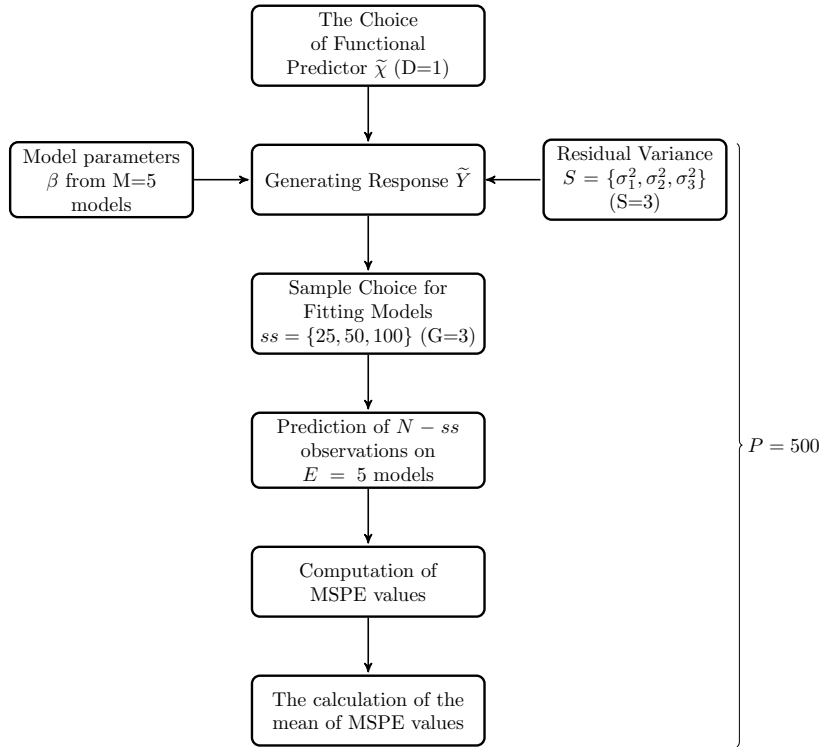 The Choice
of Functional
Predictor χ̃ (D=1)
Model parameters
β from M=5
models
Generating Response Ỹ
Residual Variance
S = {σ₁², σ₂², σ₃²}
(S=3)
Sample Choice for
Fitting Models
ss = {25, 50, 100} (G=3)
Prediction of N − ss
observations on
E = 5 models
P = 500
Computation of
MSPE values
The calculation of the
mean of MSPE values